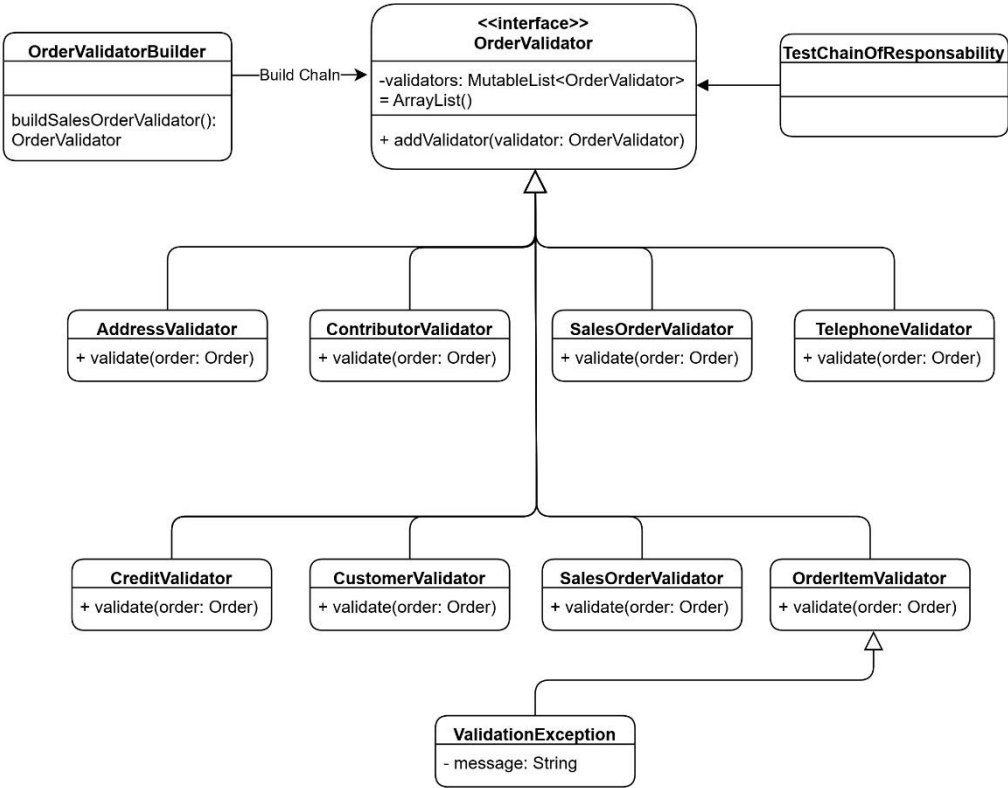 OrderValidatorBuilder
buildSalesOrderValidator():
OrderValidator
Build ChaIn
<<interface>>
OrderValidator
-validators: MutableList<OrderValidator>
= ArrayList()
+ addValidator(validator: OrderValidator)
TestChainOfResponsability
AddressValidator
+ validate(order: Order)
ContributorValidator
+ validate(order: Order)
SalesOrderValidator
+ validate(order: Order)
TelephoneValidator
+ validate(order: Order)
CreditValidator
+ validate(order: Order)
CustomerValidator
+ validate(order: Order)
SalesOrderValidator
+ validate(order: Order)
OrderItemValidator
+ validate(order: Order)
ValidationException
- message: String